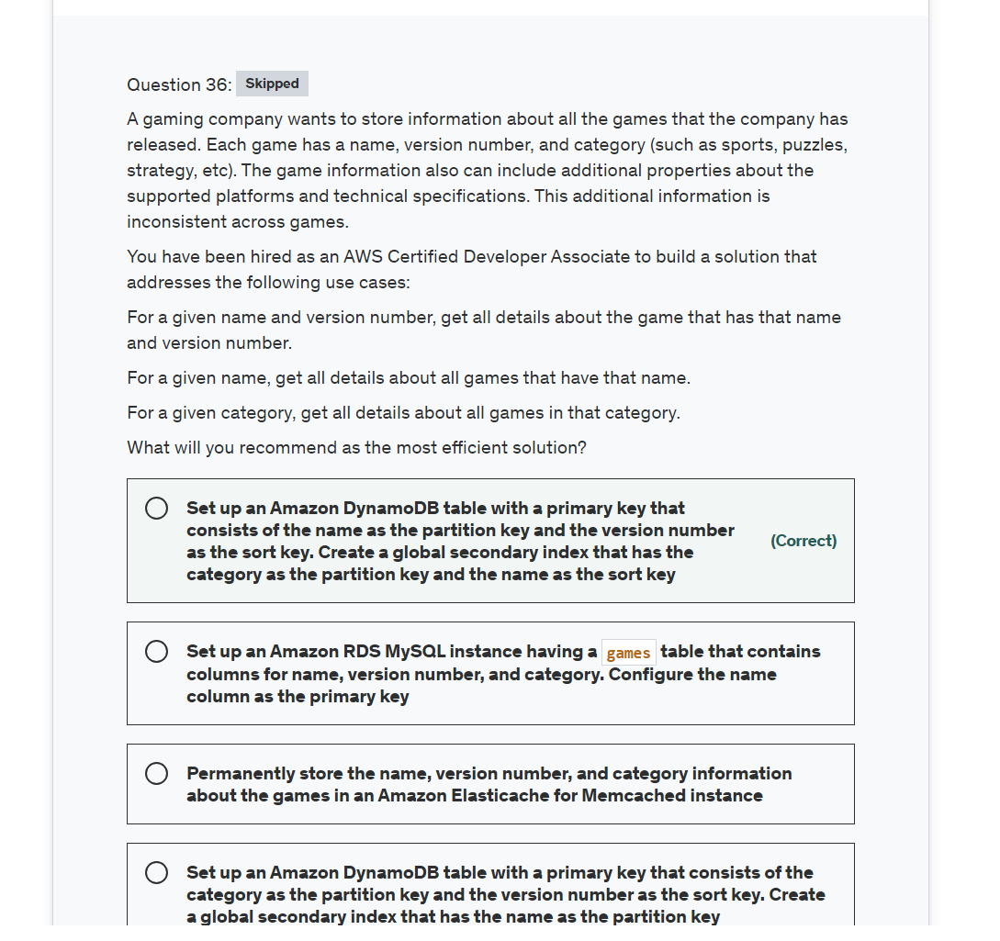 Question 36: Skipped
A gaming company wants to store information about all the games that the company has
released. Each game has a name, version number, and category (such as sports, puzzles,
strategy, etc). The game information also can include additional properties about the
supported platforms and technical specifications. This additional information is
inconsistent across games.
You have been hired as an AWS Certified Developer Associate to build a solution that
addresses the following use cases:
For a given name and version number, get all details about the game that has that name
and version number.
For a given name, get all details about all games that have that name.
For a given category, get all details about all games in that category.
What will you recommend as the most efficient solution?
Set up an Amazon DynamoDB table with a primary key that
consists of the name as the partition key and the version number
as the sort key. Create a global secondary index that has the
category as the partition key and the name as the sort key
(Correct)
Set up an Amazon RDS MySQL instance having a games table that contains
columns for name, version number, and category. Configure the name
column as the primary key
Permanently store the name, version number, and category information
about the games in an Amazon Elasticache for Memcached instance
Set up an Amazon DynamoDB table with a primary key that consists of the
category as the partition key and the version number as the sort key. Create
a global secondary index that has the name as the partition key